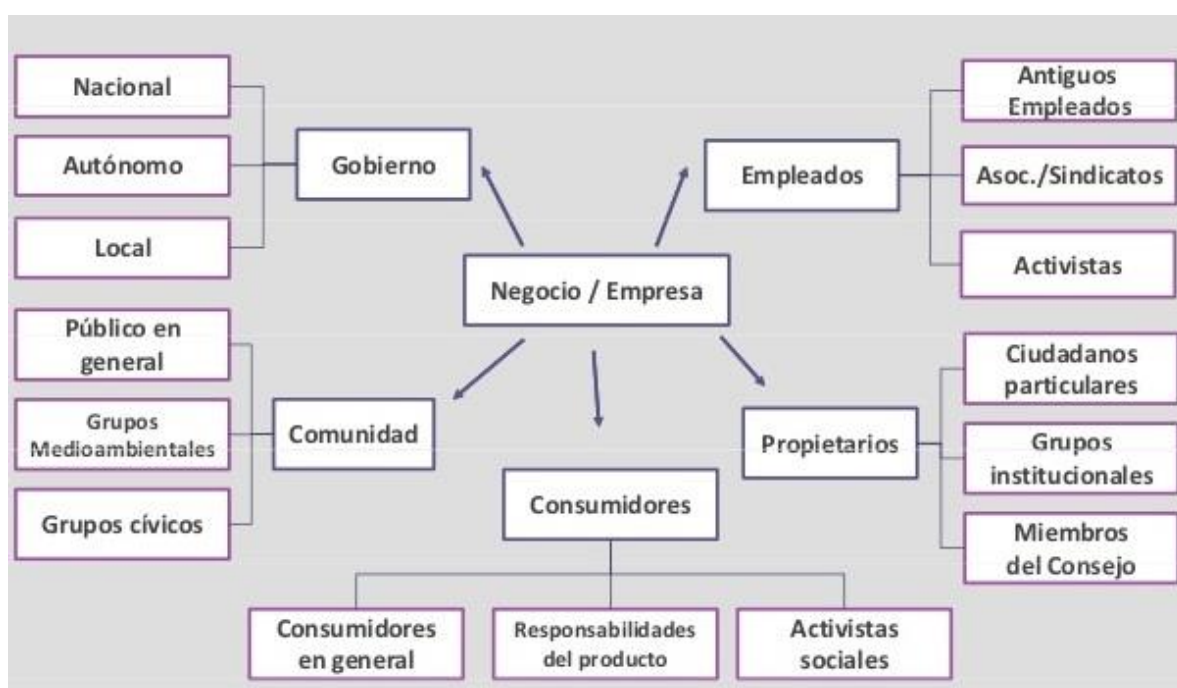 Nacional
Autónomo
Local
Gobierno
Empleados
Antiguos
Empleados
Asoc./Sindicatos
Activistas
Negocio / Empresa
Público en
general
Grupos
Medioambientales
Grupos cívicos
Comunidad
Consumidores
Propietarios
Ciudadanos
particulares
Grupos
institucionales
Miembros
del Consejo
Consumidores
en general
Responsabilidades
del producto
Activistas
sociales